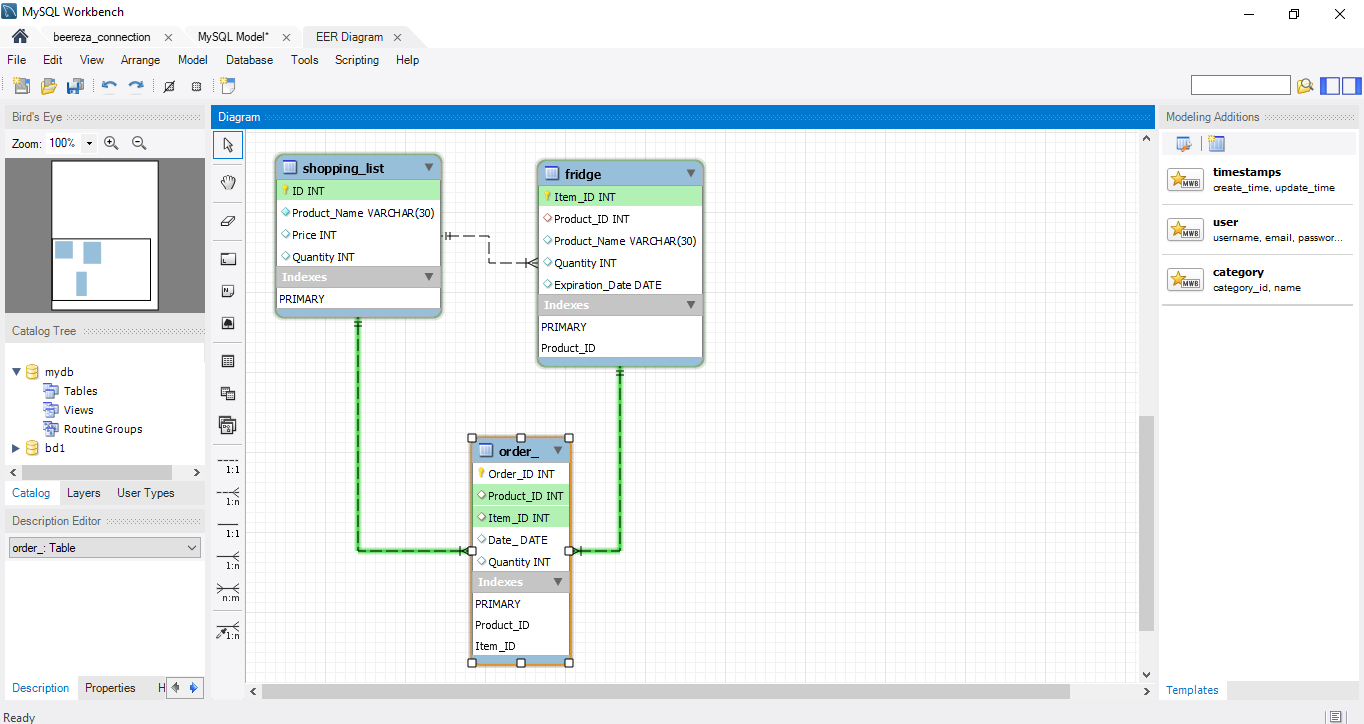 MySQL Workbench
beereza_connection
MySQL Model*
EER Diagram
File Edit View Arrange Model Database Tools Scripting Help
Bird's Eye
Zoom: 100%
Catalog Tree
mydb
Tables
Views
Routine Groups
bd1
Catalog Layers User Types
Description Editor
order_: Table
Description Properties H
Ready
Diagram
1:1
1:n
1:1
1:n
n:m
1:n
shopping_list
ID INT
Product_Name VARCHAR(30)
Price INT
Quantity INT
Indexes
PRIMARY
fridge
Item_ID INT
Product_ID INT
Product_Name VARCHAR(30)
Quantity INT
Expiration_Date DATE
Indexes
PRIMARY
Product_ID
order_
Order_ID INT
Product_ID INT
Item_ID INT
Date_ DATE
Quantity INT
Indexes
PRIMARY
Product_ID
Item_ID
Modeling Additions
MWB
timestamps
create_time, update_time
MWB
user
username, email, passwor...
MWB
category
category_id, name
Templates